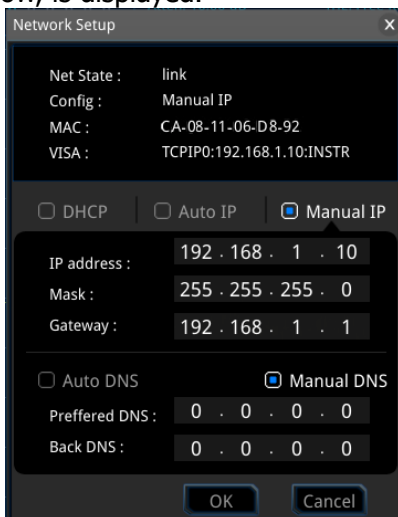 on, is displayed.
Network Setup X
Net State : link
Config : Manual IP
MAC : CA-08-11-06-D8-92
VISA : TCPIP0:192.168.1.10:INSTR
DHCP Auto IP Manual IP
IP address : 192 . 168 . 1 . 10
Mask : 255 . 255 . 255 . 0
Gateway : 192 . 168 . 1 . 1
Auto DNS Manual DNS
Preffered DNS : 0 . 0 . 0 . 0
Back DNS : 0 . 0 . 0 . 0
OK Cancel